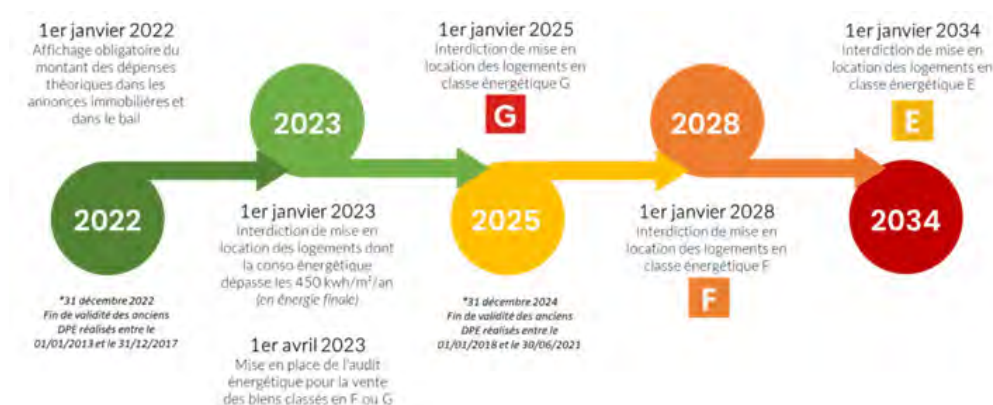 1er janvier 2022
Affichage obligatoire du
montant des dépenses
théoriques dans les
annonces immobilières et
dans le bail
2022
*31 décembre 2022
Fin de validité des anciens
DPE réalisés entre le
01/01/2013 et le 31/12/2017
2023
1er janvier 2023
Interdiction de mise en
location des logements dont
la conso énergétique
dépasse les 450 kwh/m²/an
(en énergie finale)
1er avril 2023
Mise en place de l'audit
énergétique pour la vente
des biens classés en F ou G
1er janvier 2025
Interdiction de mise en
location des logements en
classe énergétique G
G
2025
*31 décembre 2024
Fin de validité des anciens
DPE réalisés entre le
01/01/2018 et le 30/06/2021
2028
1er janvier 2028
Interdiction de mise en
location des logements en
classe énergétique F
F
1er janvier 2034
Interdiction de mise en
location des logements en
classe énergétique E
E
2034